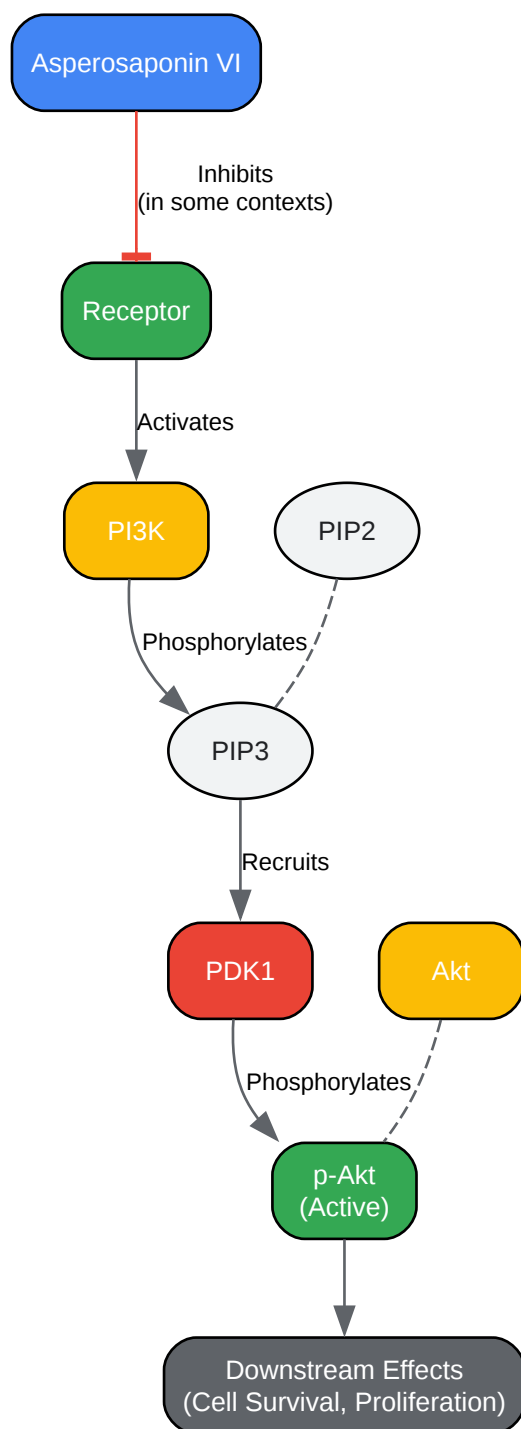 Asperosaponin VI
Inhibits
(in some contexts)
Receptor
Activates
PI3K
PIP2
Phosphorylates
PIP3
Recruits
PDK1
Akt
Phosphorylates
p-Akt
(Active)
Downstream Effects
(Cell Survival, Proliferation)